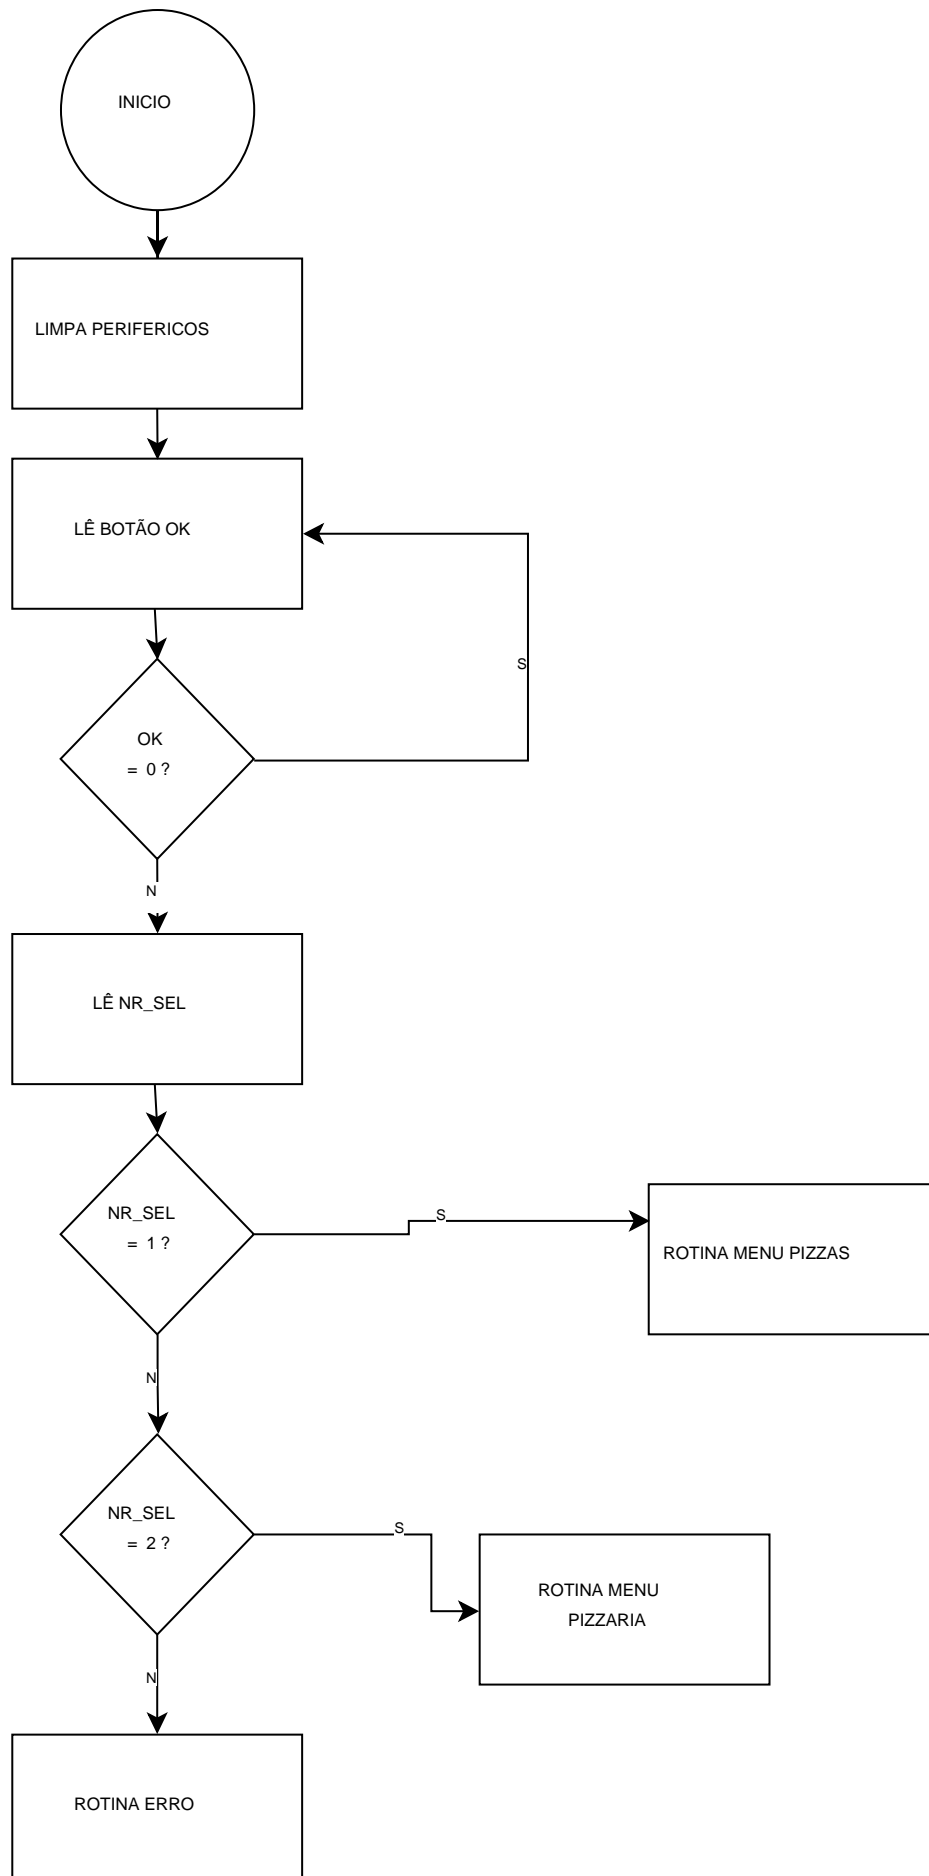 INICIO
LIMPA PERIFERICOS
LÊ BOTÃO OK
S
OK
= 0 ?
N
LÊ NR_SEL
NR_SEL
= 1 ?
S
ROTINA MENU PIZZAS
N
NR_SEL
= 2 ?
S
ROTINA MENU
PIZZARIA
N
ROTINA ERRO